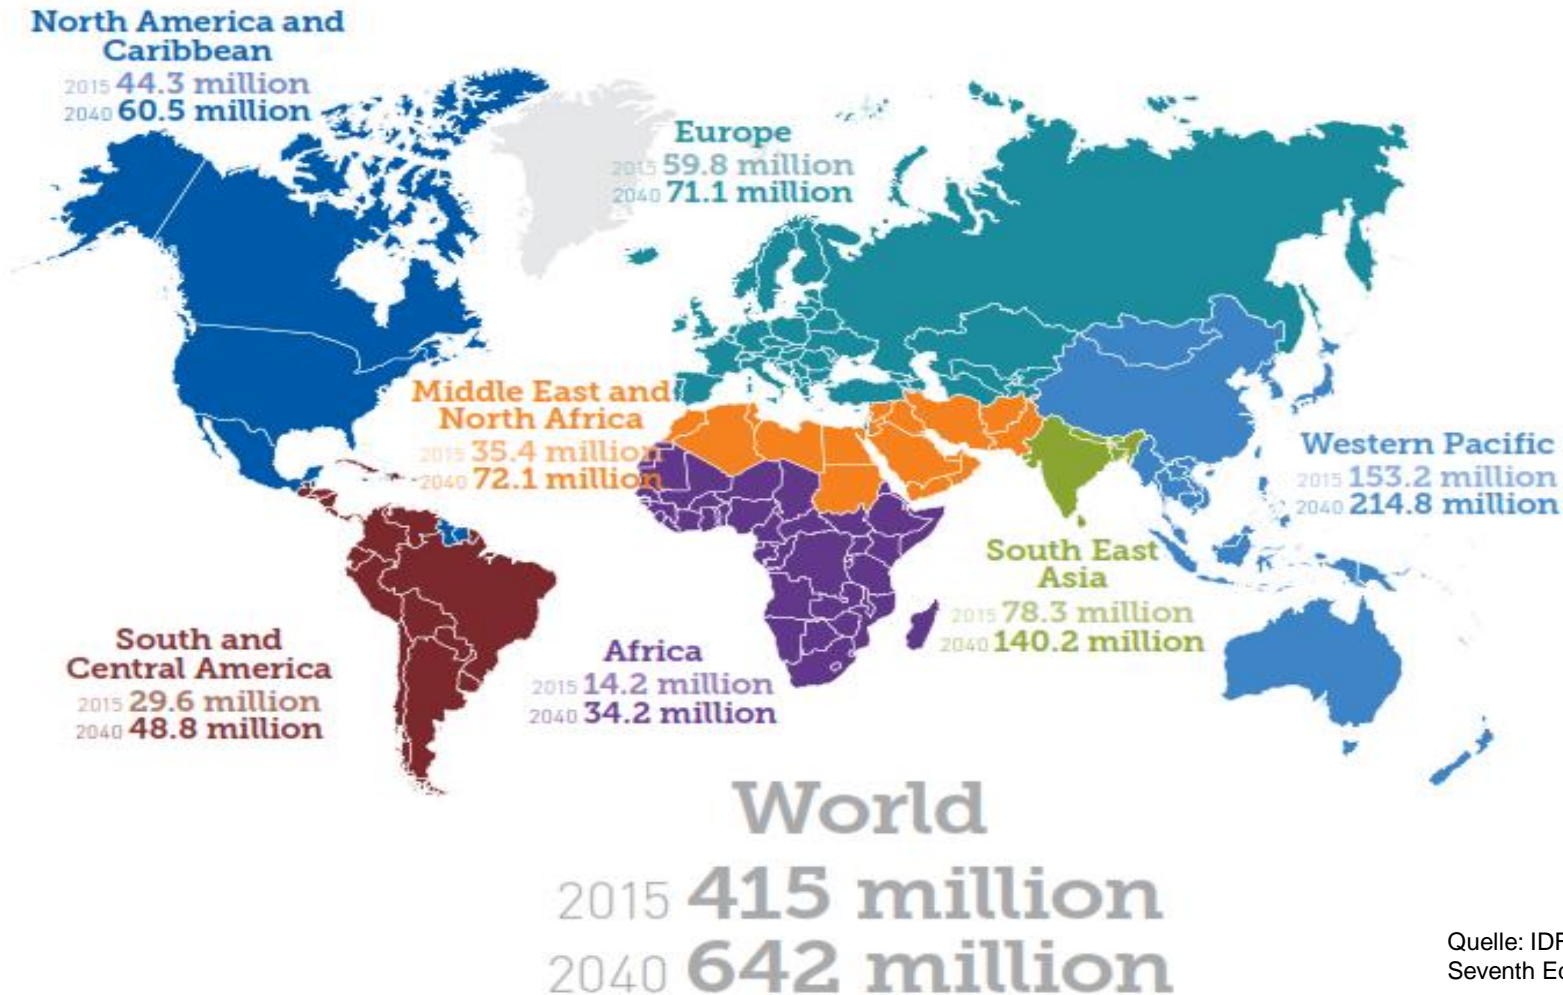 North America and
Caribbean
2015 44.3 million
2040 60.5 million
Europe
2015 59.8 million
2040 71.1 million
Middle East and
North Africa
2015 35.4 million
2040 72.1 million
Western Pacific
2015 153.2 million
2040 214.8 million
South East
Asia
2015 78.3 million
2040 140.2 million
South and
Central America
2015 29.6 million
2040 48.8 million
Africa
2015 14.2 million
2040 34.2 million
World
2015 415 million
2040 642 million
Quelle: IDF
Seventh